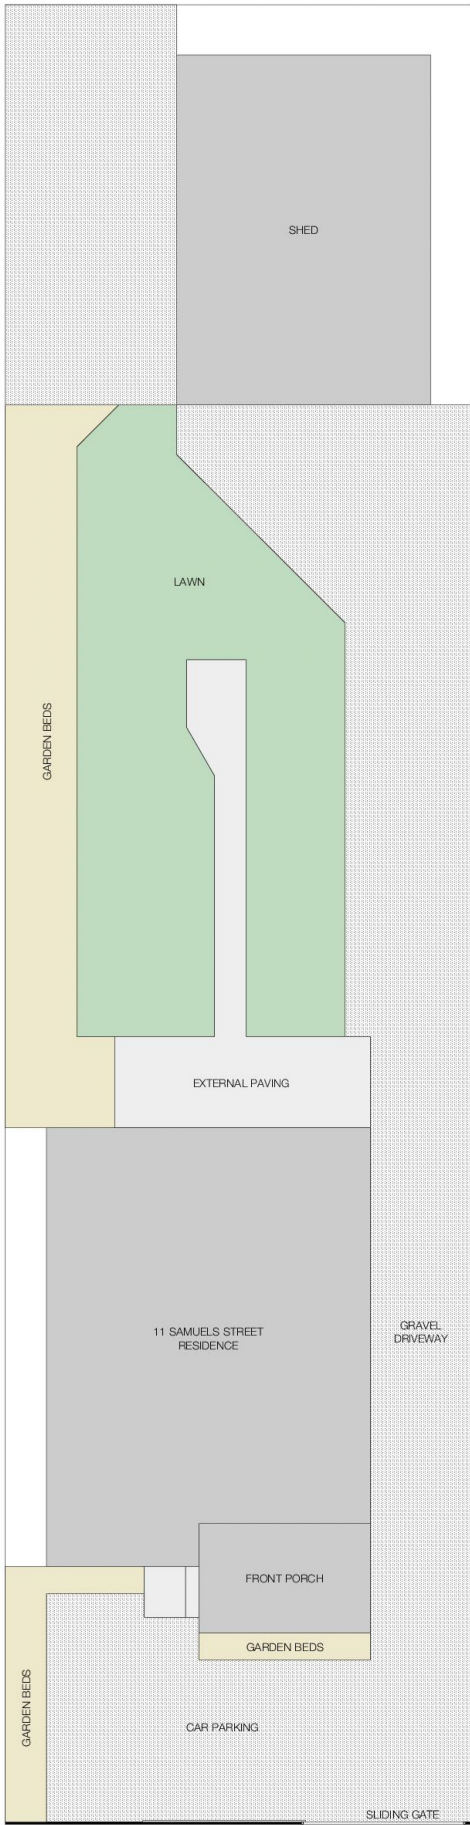 SHED
LAWN
GARDEN BEDS
EXTERNAL PAVING
11 SAMUELS STREET
RESIDENCE
GRAVEL
DRIVEWAY
FRONT PORCH
GARDEN BEDS
GARDEN BEDS
CAR PARKING
SLIDING GATE